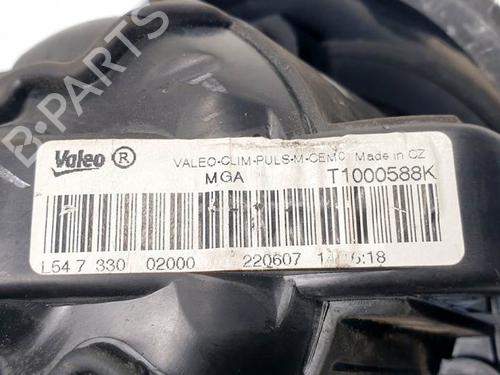 B-PARTS
Valeo ® VALEO-CLIM-PULS-M-CEMC Made in CZ
MGA T1000588K
L54 7 330 02000 220607